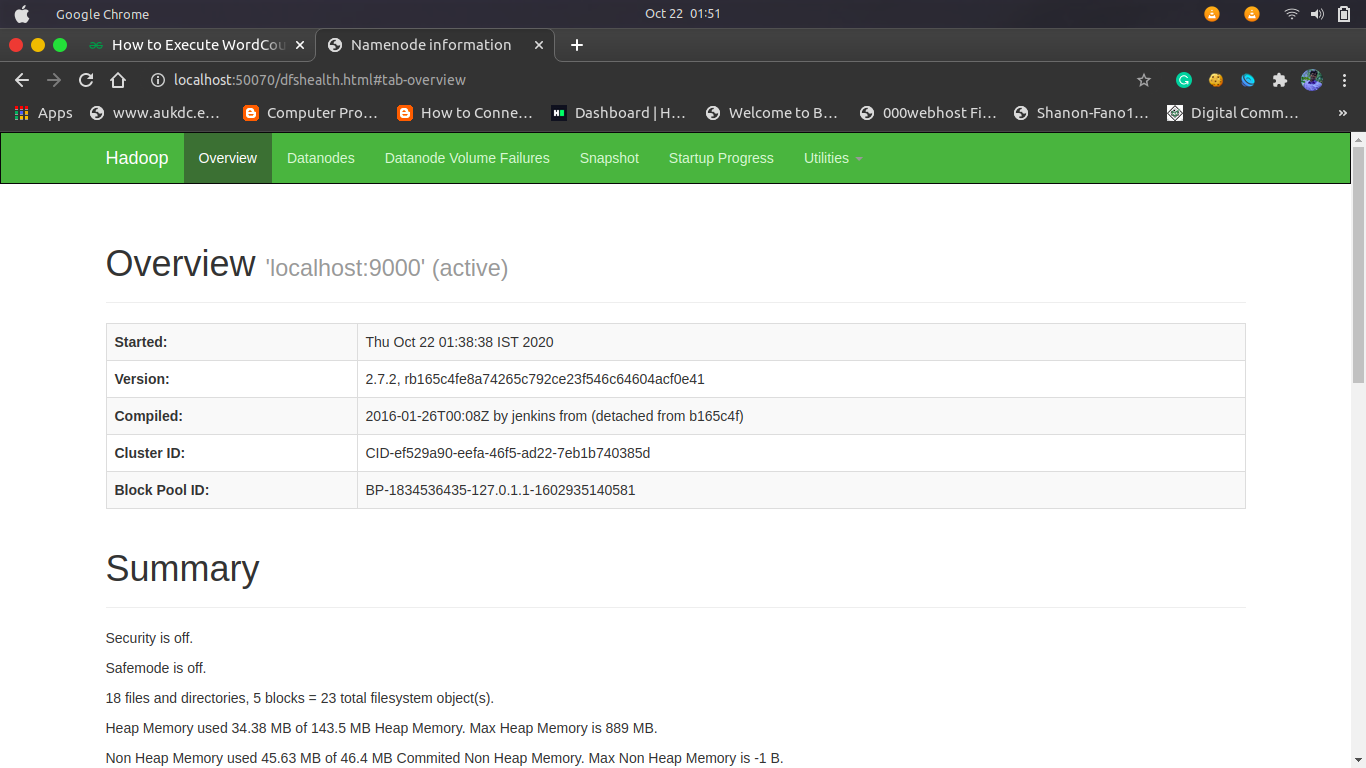 Google Chrome Oct 22 01:51
How to Execute WordCou Namenode information
localhost:50070/dfshealth.html#tab-overview
Apps www.aukdc.e... Computer Pro... How to Conne... Dashboard | H... Welcome to B... 000webhost Fi... Shanon-Fano1... Digital Comm... »
Hadoop Overview Datanodes Datanode Volume Failures Snapshot Startup Progress Utilities
Overview 'localhost:9000' (active)
Started: Thu Oct 22 01:38:38 IST 2020
Version: 2.7.2, rb165c4fe8a74265c792ce23f546c64604acf0e41
Compiled: 2016-01-26T00:08Z by jenkins from (detached from b165c4f)
Cluster ID: CID-ef529a90-eefa-46f5-ad22-7eb1b740385d
Block Pool ID: BP-1834536435-127.0.1.1-1602935140581
Summary
Security is off.
Safemode is off.
18 files and directories, 5 blocks = 23 total filesystem object(s).
Heap Memory used 34.38 MB of 143.5 MB Heap Memory. Max Heap Memory is 889 MB.
Non Heap Memory used 45.63 MB of 46.4 MB Commited Non Heap Memory. Max Non Heap Memory is -1 B.